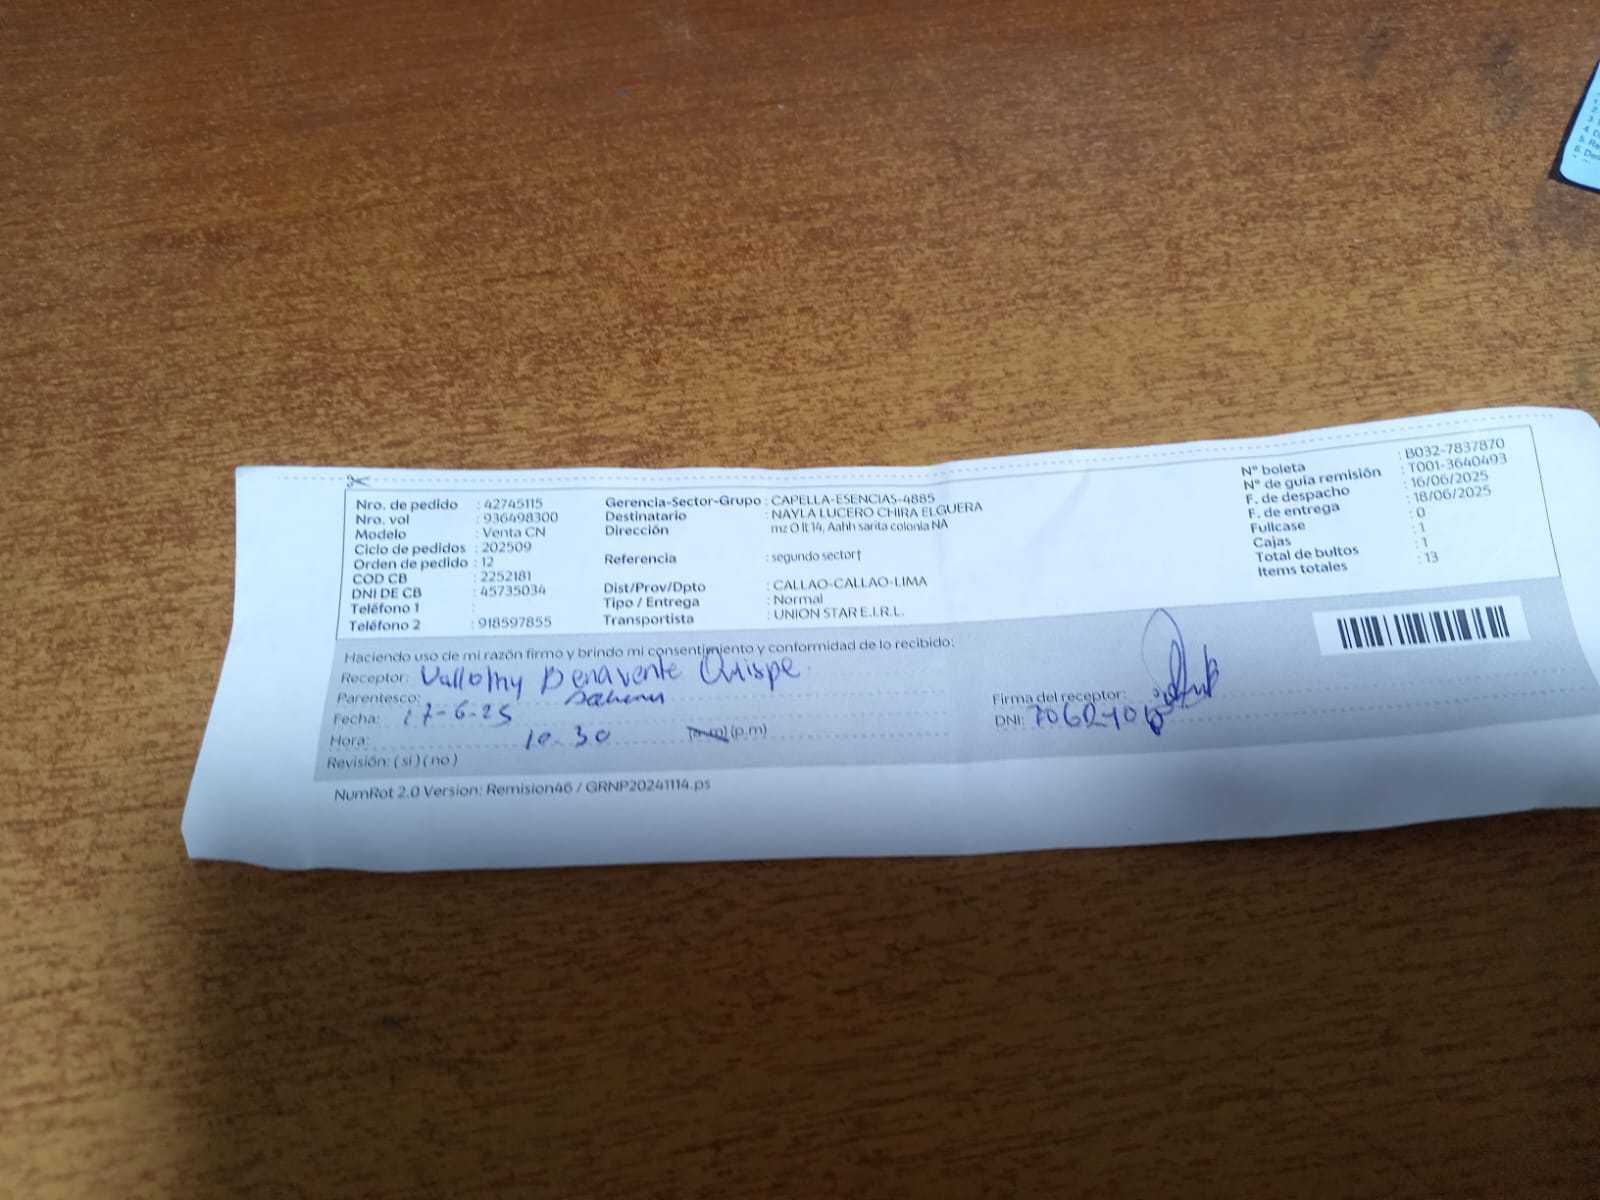 Nro. de pedido : 42745115
Nro. vol : 936498300
Modelo : Venta CN
Ciclo de pedidos : 202509
Orden de pedido : 12
COD CB : 2252181
DNI DE CB : 45735034
Teléfono 1 :
Teléfono 2 : 918597855
Gerencia-Sector-Grupo : CAPELLA-ESENCIAS-4885
Destinatario : NAYLA LUCERO CHIRA ELGUERA
Dirección mz O lt 14, Aahh sarita colonia NA
Referencia : segundo sector†
Dist/Prov/Dpto : CALLAO-CALLAO-LIMA
Tipo / Entrega : Normal
Transportista : UNION STAR E.I.R.L.
N° boleta : B032-7837870
N° de guía remisión : T001-3640493
F. de despacho : 16/06/2025
F. de entrega : 18/06/2025
Fullcase : 0
Cajas : 1
Total de bultos : 1
Items totales : 13
Haciendo uso de mi razón firmo y brindo mi consentimiento y conformidad de lo recibido:
Receptor: Benavente Quispe
Parentesco:
Fecha: 17-6-25
Hora: 10-30 (a.m) (p.m)
Revisión: ( si ) ( no )
Firma del receptor:
DNI:
NumRot 2.0 Version: Remision46 / GRNP20241114.ps